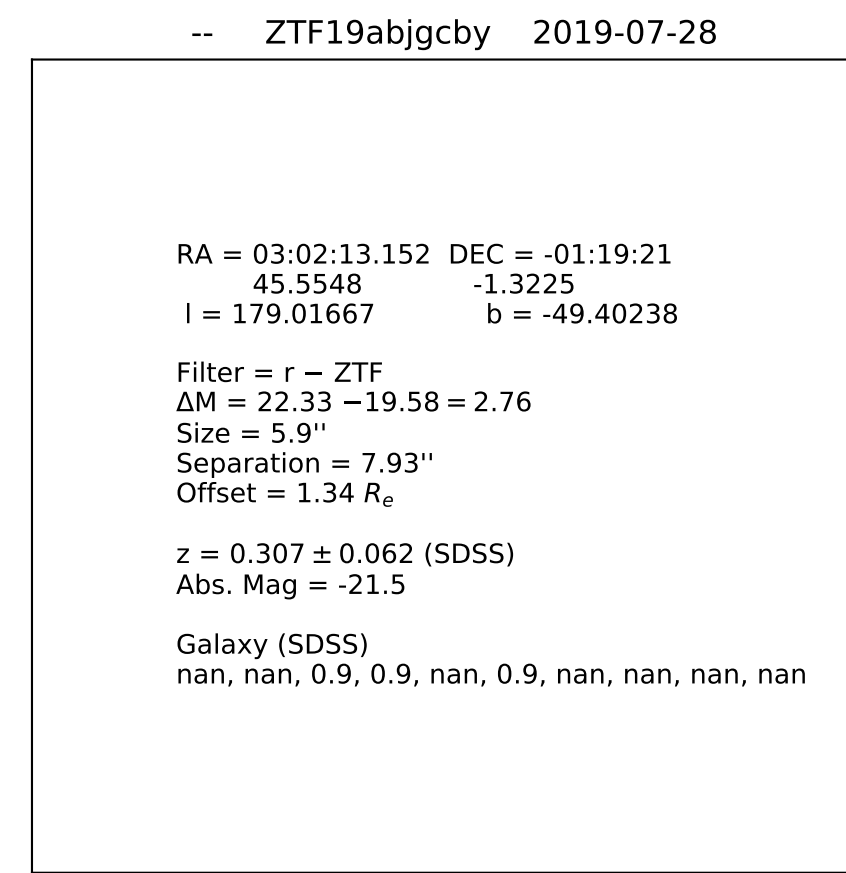 -- ZTF19abjgcby 2019-07-28
RA = 03:02:13.152 DEC = -01:19:21
45.5548 -1.3225
l = 179.01667 b = -49.40238
Filter = r − ZTF
ΔM = 22.33 −19.58 = 2.76
Size = 5.9''
Separation = 7.93''
Offset = 1.34 Rₑ
z = 0.307 ± 0.062 (SDSS)
Abs. Mag = -21.5
Galaxy (SDSS)
nan, nan, 0.9, 0.9, nan, 0.9, nan, nan, nan, nan